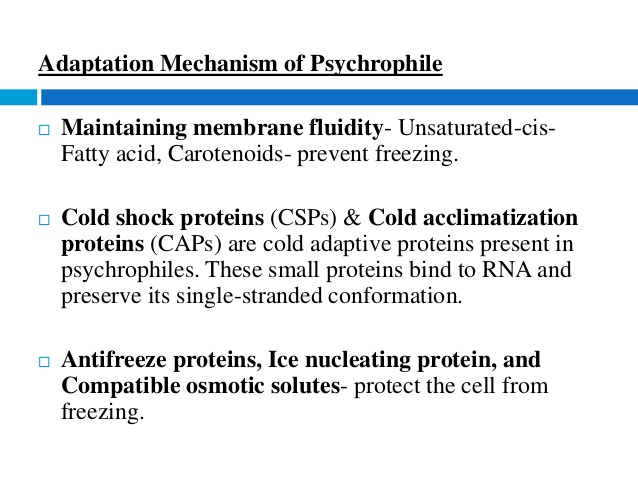 Adaptation Mechanism of Psychrophile
Maintaining membrane fluidity- Unsaturated-cis-
Fatty acid, Carotenoids- prevent freezing.
Cold shock proteins (CSPs) & Cold acclimatization
proteins (CAPs) are cold adaptive proteins present in
psychrophiles. These small proteins bind to RNA and
preserve its single-stranded conformation.
Antifreeze proteins, Ice nucleating protein, and
Compatible osmotic solutes- protect the cell from
freezing.